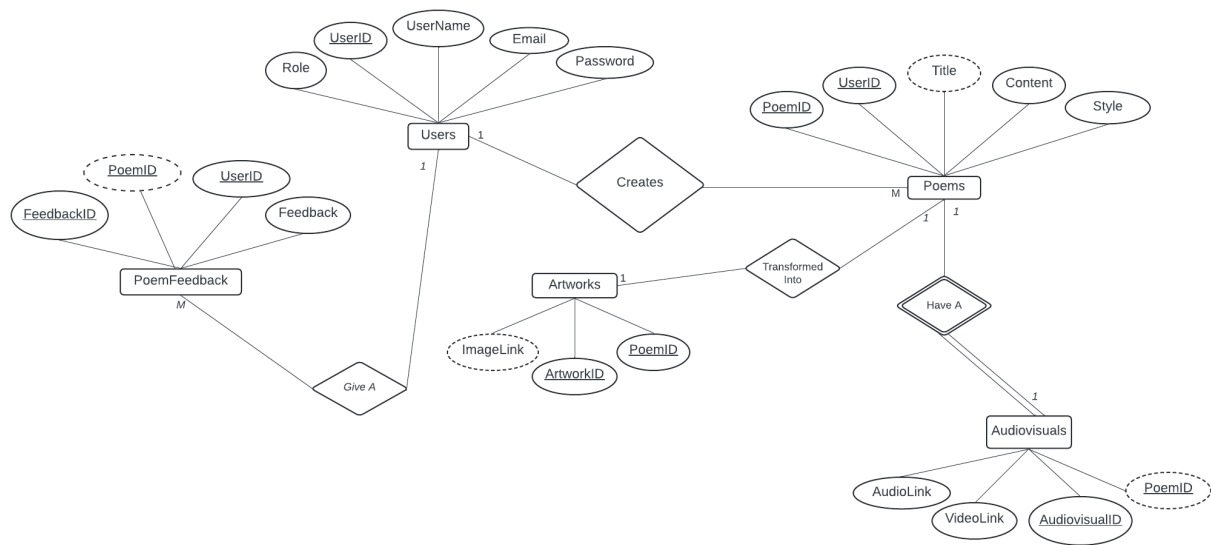 UserName
UserID
Email
Role
Password
Title
UserID
Content
PoemID
Style
Users
1
1
Creates
M
Poems
1
1
PoemID
UserID
FeedbackID
Feedback
PoemFeedback
M
Transformed
Into
Artworks
1
Have A
ImageLink
PoemID
ArtworkID
Give A
1
Audiovisuals
AudioLink
PoemID
VideoLink
AudiovisualID